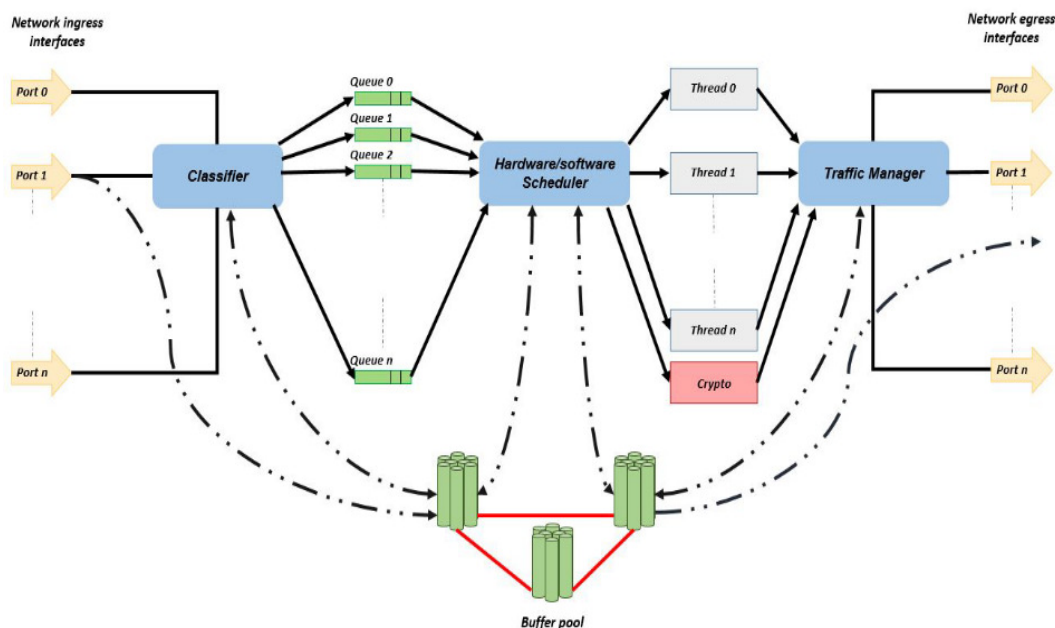 Network ingress
interfaces
Network egress
interfaces
Port 0
Port 1
Port n
Classifier
Queue 0
Queue 1
Queue 2
Queue n
Hardware/software
Scheduler
Thread 0
Thread 1
Thread n
Crypto
Traffic Manager
Port 0
Port 1
Port n
Buffer pool